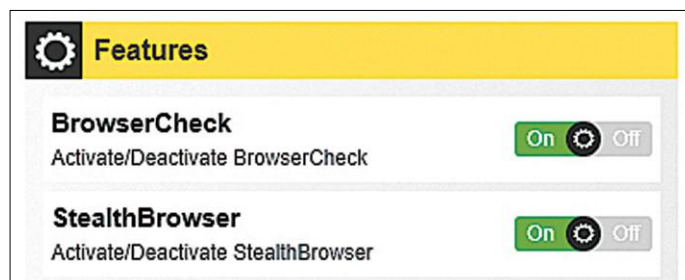 Features
BrowserCheck
On Off
Activate/Deactivate BrowserCheck
StealthBrowser
On Off
Activate/Deactivate StealthBrowser